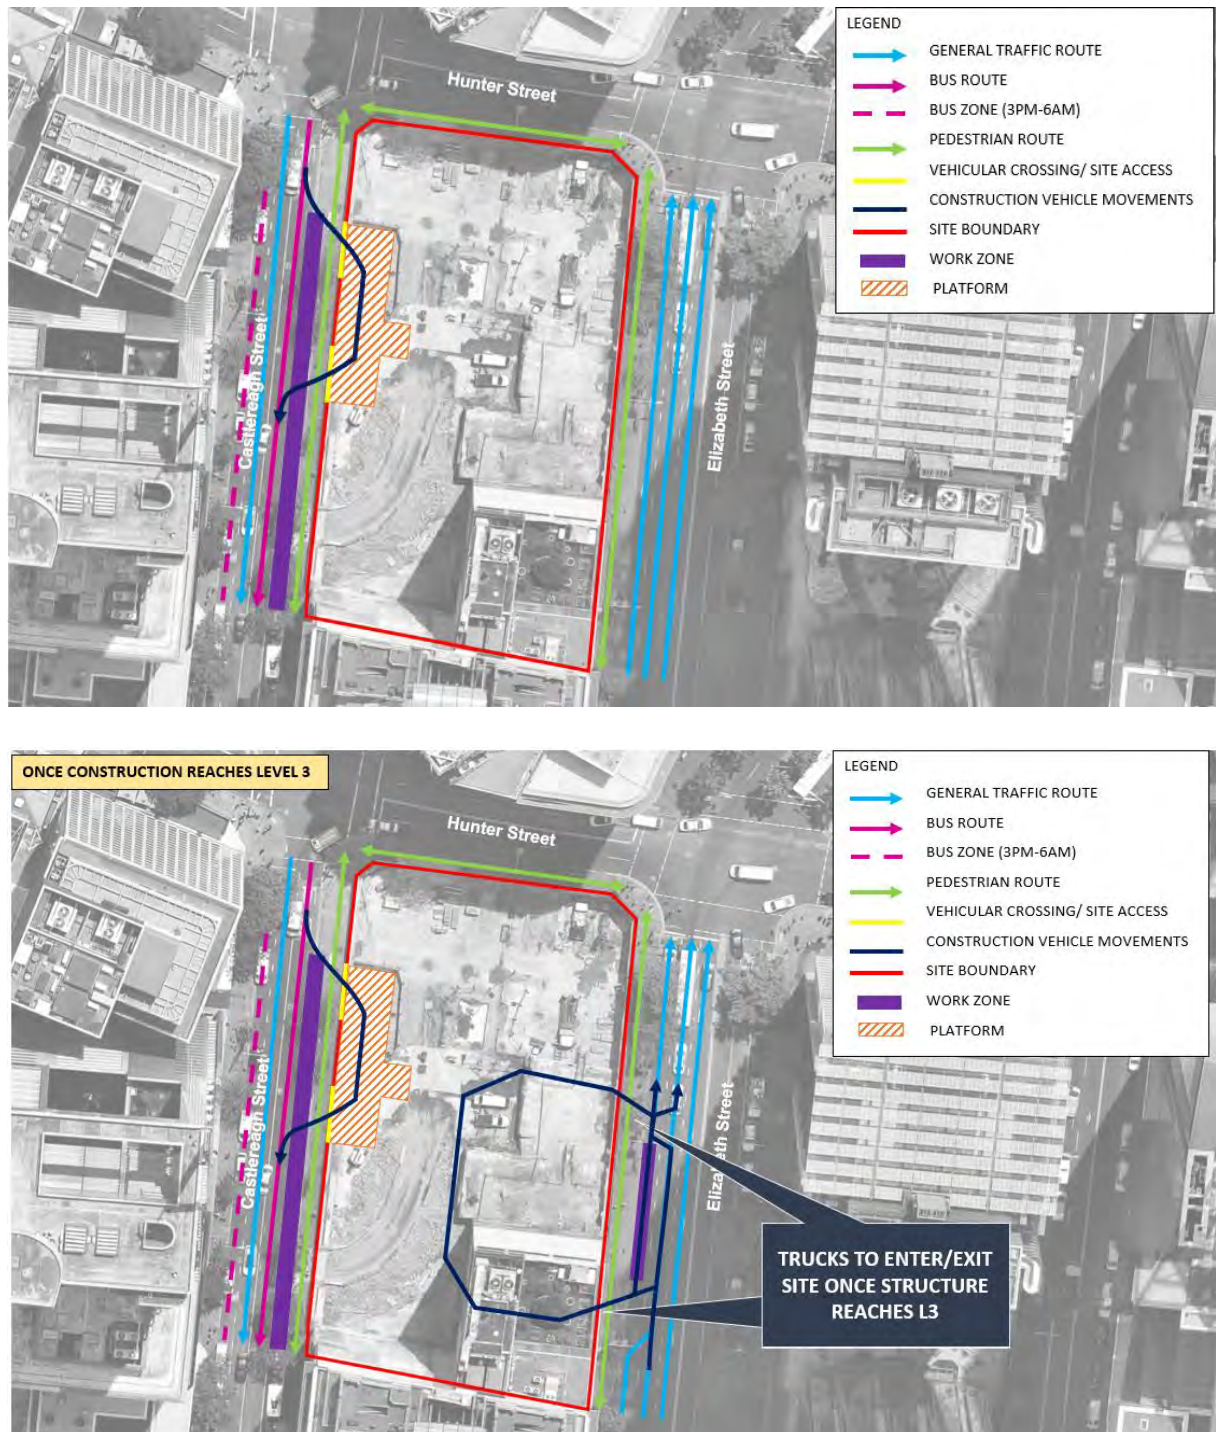 LEGEND
GENERAL TRAFFIC ROUTE
BUS ROUTE
BUS ZONE (3PM-6AM)
PEDESTRIAN ROUTE
VEHICULAR CROSSING/ SITE ACCESS
CONSTRUCTION VEHICLE MOVEMENTS
SITE BOUNDARY
WORK ZONE
PLATFORM
Hunter Street
Castlereagh Street
Elizabeth Street
ONCE CONSTRUCTION REACHES LEVEL 3
LEGEND
GENERAL TRAFFIC ROUTE
BUS ROUTE
BUS ZONE (3PM-6AM)
PEDESTRIAN ROUTE
VEHICULAR CROSSING/ SITE ACCESS
CONSTRUCTION VEHICLE MOVEMENTS
SITE BOUNDARY
WORK ZONE
PLATFORM
Hunter Street
Castlereagh Street
Elizabeth Street
TRUCKS TO ENTER/EXIT
SITE ONCE STRUCTURE
REACHES L3